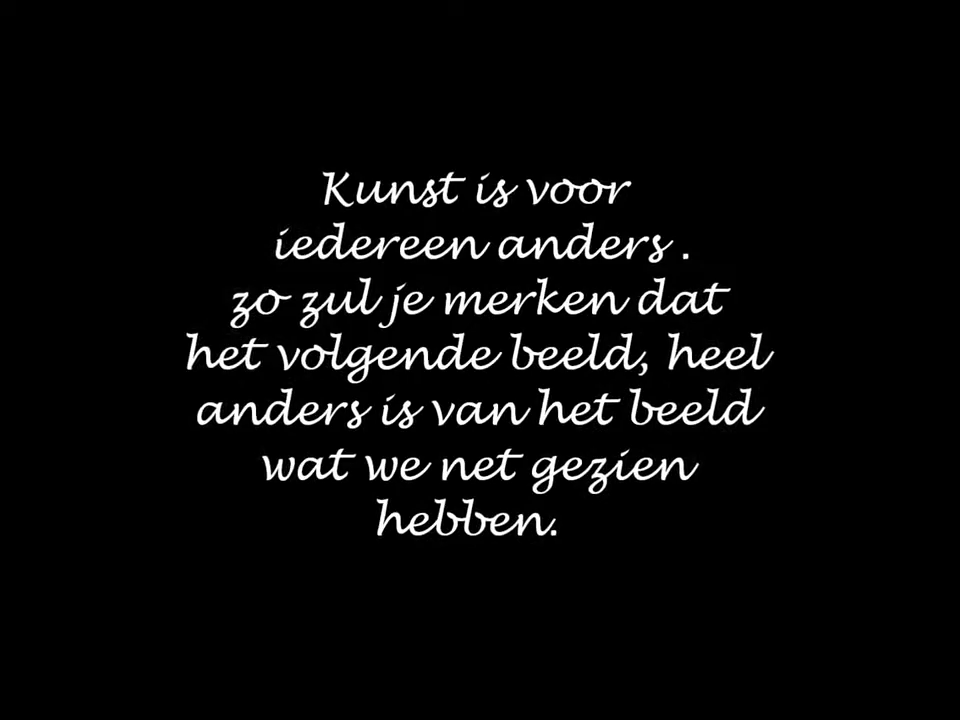 Kunst is voor
iedereen anders .
zo zul je merken dat
het volgende beeld, heel
anders is van het beeld
wat we net gezien
hebben.